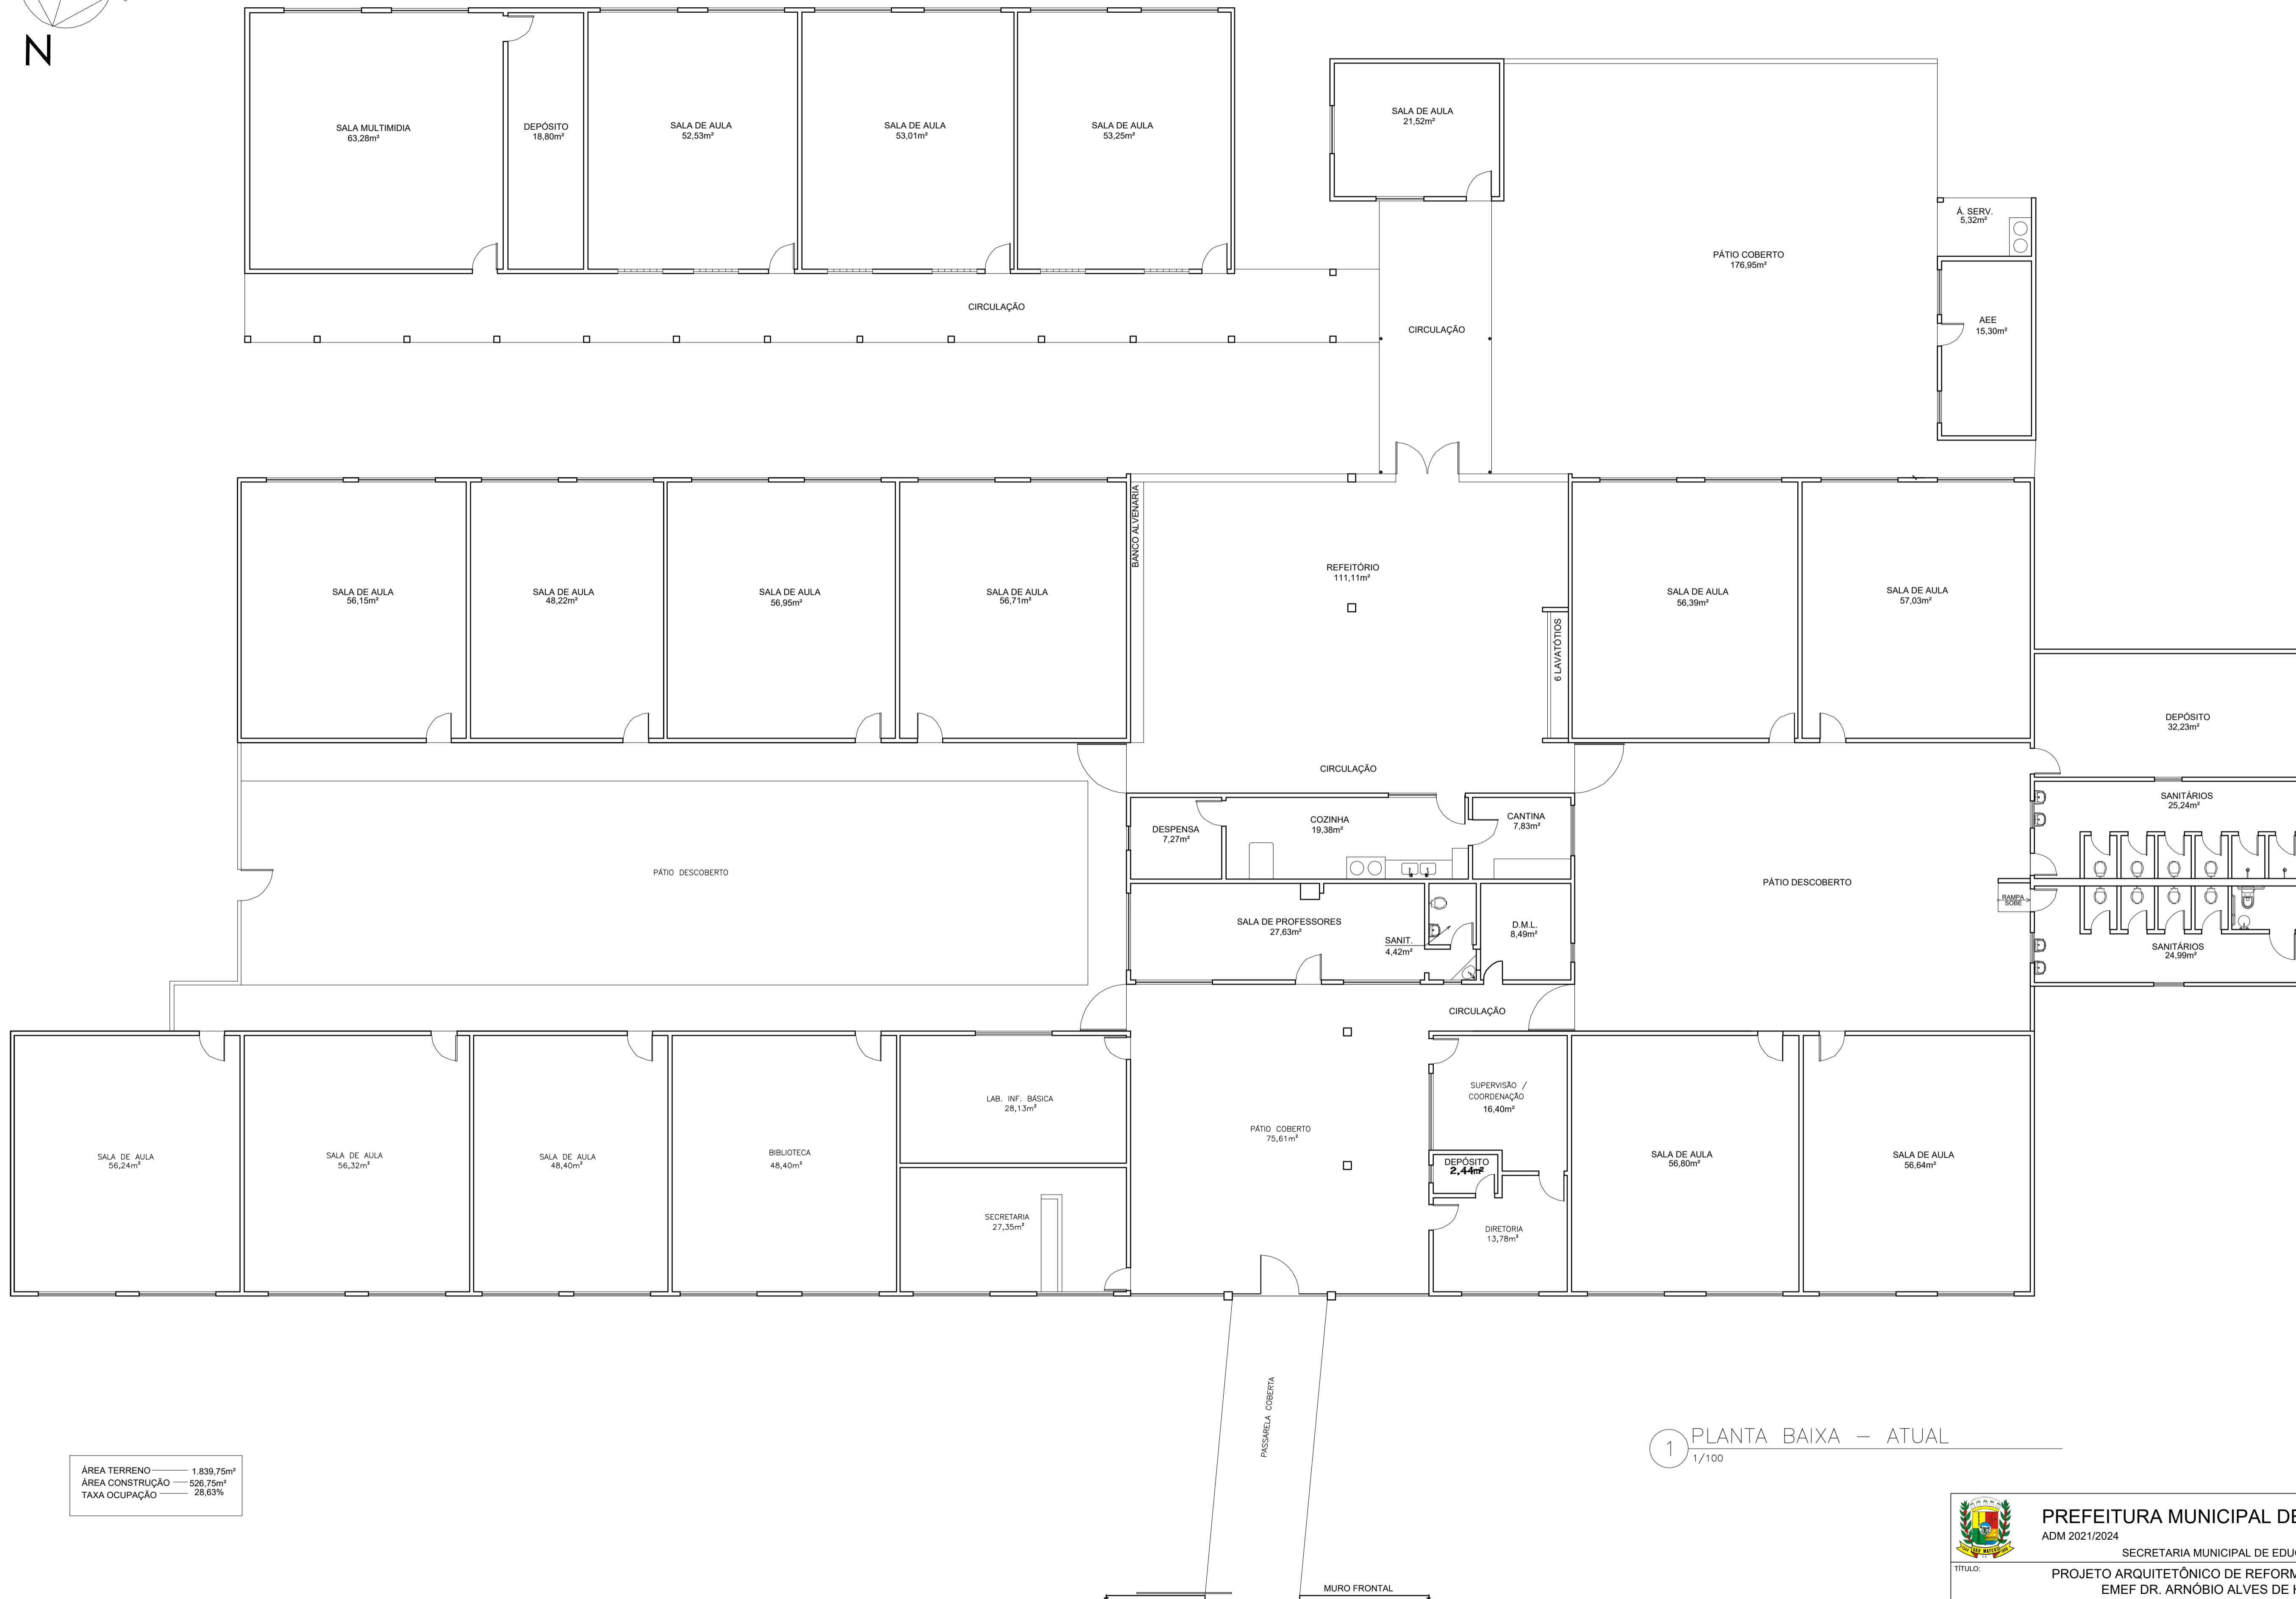 N
SALA MULTIMIDIA
63,28m²
DEPÓSITO
18,80m²
SALA DE AULA
52,53m²
SALA DE AULA
53,01m²
SALA DE AULA
53,25m²
SALA DE AULA
21,52m²
PÁTIO COBERTO
176,95m²
Á. SERV.
5,32m²
AEE
15,30m²
CIRCULAÇÃO
CIRCULAÇÃO
SALA DE AULA
56,15m²
SALA DE AULA
48,22m²
SALA DE AULA
56,95m²
SALA DE AULA
56,71m²
BANCO ALVENARIA
REFEITÓRIO
111,11m²
6 LAVATÓTIOS
SALA DE AULA
56,39m²
SALA DE AULA
57,03m²
DEPÓSITO
32,23m²
CIRCULAÇÃO
SANITÁRIOS
25,24m²
DESPENSA
7,27m²
COZINHA
19,38m²
CANTINA
7,83m²
PÁTIO DESCOBERTO
PÁTIO DESCOBERTO
RAMPA
SOBE
SALA DE PROFESSORES
27,63m²
SANIT.
4,42m²
D.M.L.
8,49m²
SANITÁRIOS
24,99m²
CIRCULAÇÃO
SALA DE AULA
56,24m²
SALA DE AULA
56,32m²
SALA DE AULA
48,40m²
BIBLIOTECA
48,40m²
LAB. INF. BÁSICA
28,13m²
SECRETARIA
27,35m²
PÁTIO COBERTO
75,61m²
SUPERVISÃO /
COORDENAÇÃO
16,40m²
DEPÓSITO
2,44m²
DIRETORIA
13,78m²
SALA DE AULA
56,80m²
SALA DE AULA
56,64m²
PASSARELA COBERTA
1 PLANTA BAIXA – ATUAL
1/100
ÁREA TERRENO 1.839,75m²
ÁREA CONSTRUÇÃO 526,75m²
TAXA OCUPAÇÃO 28,63%
MURO FRONTAL
SÃO MATEUS
PREFEITURA MUNICIPAL DE
ADM 2021/2024
SECRETARIA MUNICIPAL DE EDU
TÍTULO:
PROJETO ARQUITETÔNICO DE REFORM
EMEF DR. ARNÓBIO ALVES DE